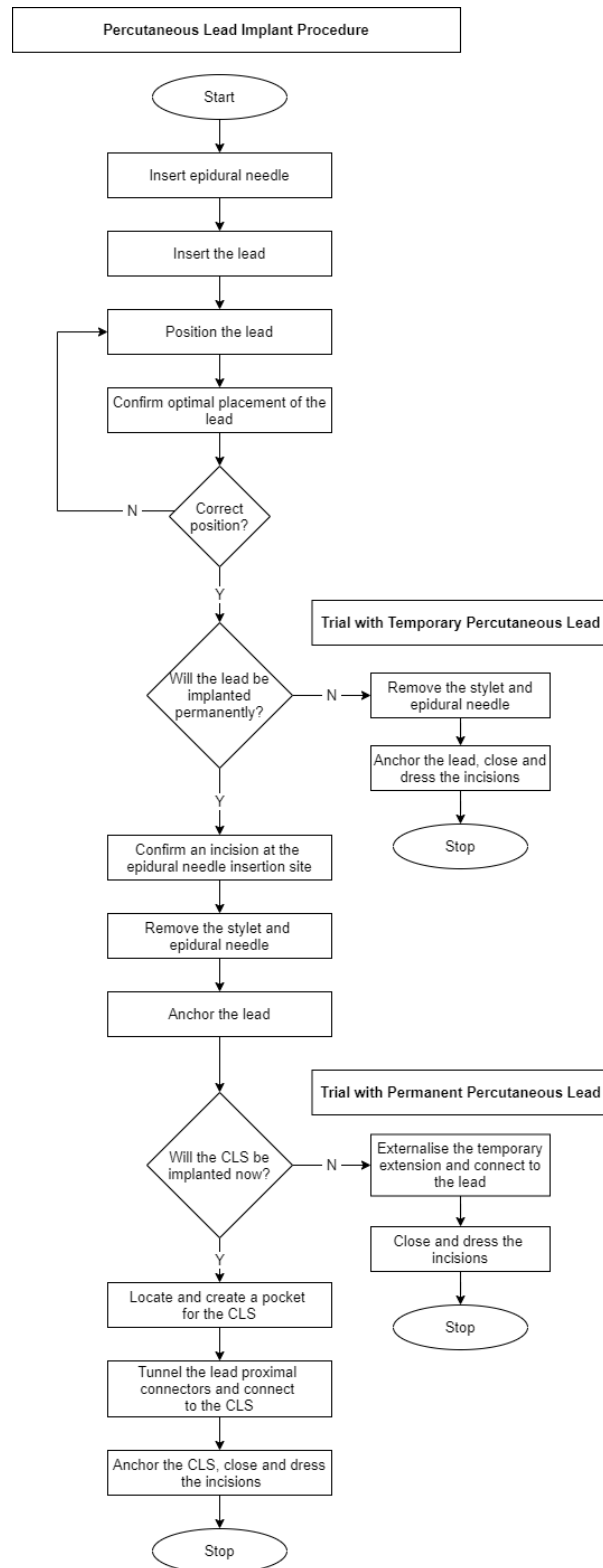 Percutaneous Lead Implant Procedure
Start
Insert epidural needle
Insert the lead
Position the lead
Confirm optimal placement of the
lead
Correct
position?
N
Y
Trial with Temporary Percutaneous Lead
Will the lead be
implanted
permanently?
N
Remove the stylet and
epidural needle
Anchor the lead, close and
dress the incisions
Stop
Y
Confirm an incision at the
epidural needle insertion site
Remove the stylet and
epidural needle
Anchor the lead
Trial with Permanent Percutaneous Lead
Will the CLS be
implanted now?
N
Externalise the temporary
extension and connect to
the lead
Close and dress the
incisions
Stop
Y
Locate and create a pocket
for the CLS
Tunnel the lead proximal
connectors and connect
to the CLS
Anchor the CLS, close and dress
the incisions
Stop